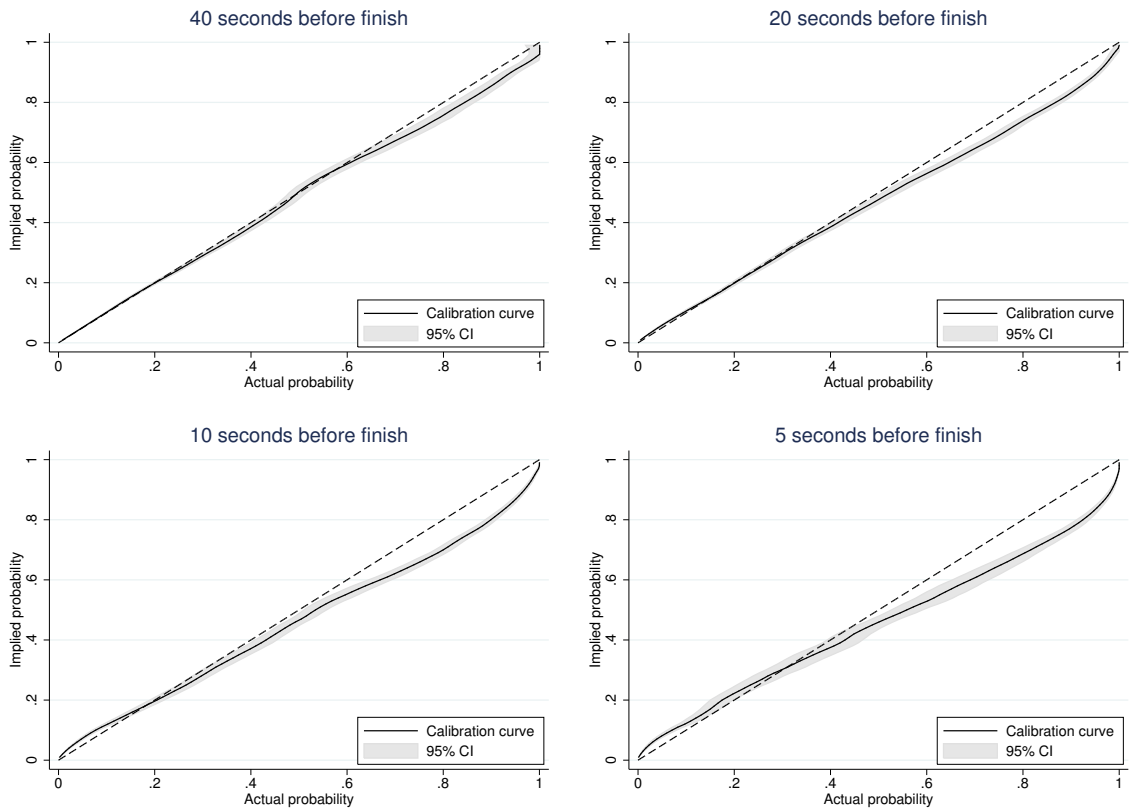 40 seconds before finish
Implied probability
1
.8
.6
.4
.2
0
Calibration curve
95% CI
0 .2 .4 .6 .8 1
Actual probability
20 seconds before finish
Implied probability
1
.8
.6
.4
.2
0
Calibration curve
95% CI
0 .2 .4 .6 .8 1
Actual probability
10 seconds before finish
Implied probability
1
.8
.6
.4
.2
0
Calibration curve
95% CI
0 .2 .4 .6 .8 1
Actual probability
5 seconds before finish
Implied probability
1
.8
.6
.4
.2
0
Calibration curve
95% CI
0 .2 .4 .6 .8 1
Actual probability